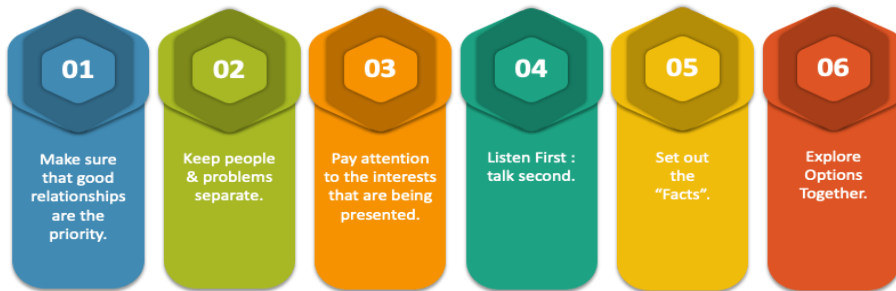 01
Make sure
that good
relationships
are the
priority.
02
Keep people
& problems
separate.
03
Pay attention
to the interests
that are being
presented.
04
Listen First :
talk second.
05
Set out
the
“Facts”.
06
Explore
Options
Together.